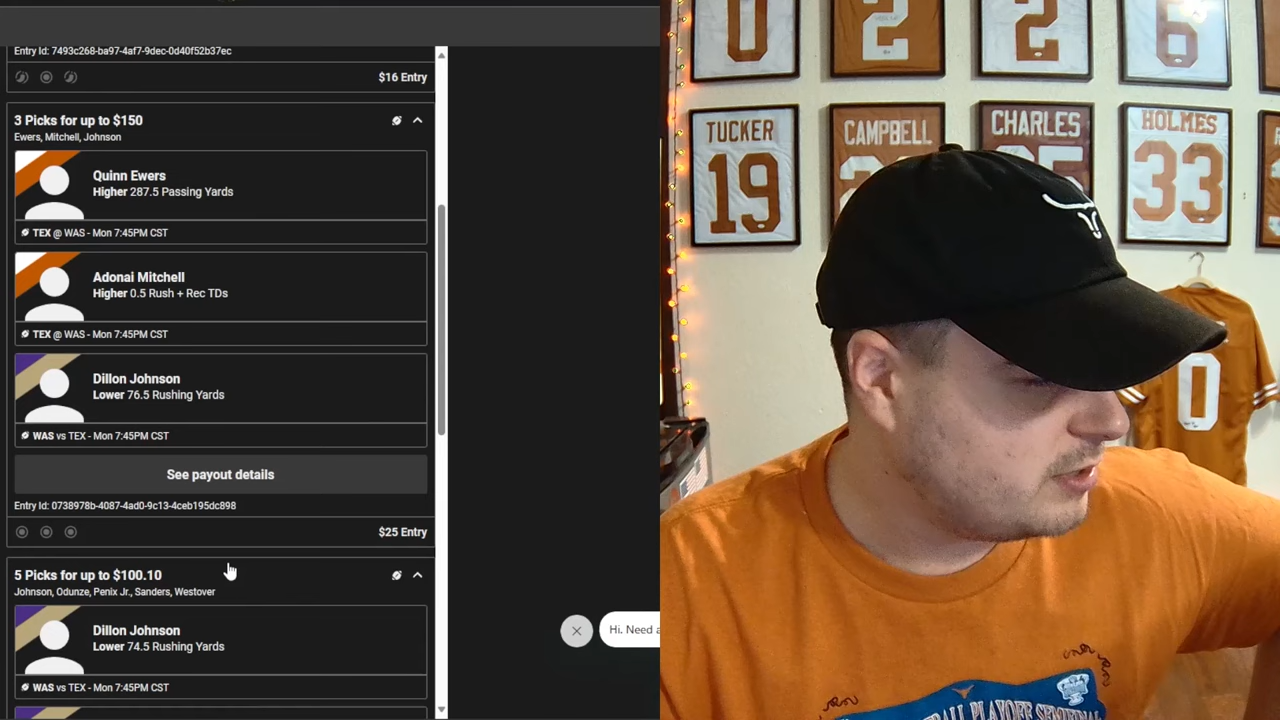 Entry Id: 7493c268-ba97-4af7-9dec-0d40f52b37ec
$16 Entry
3 Picks for up to $150
Ewers, Mitchell, Johnson
Quinn Ewers
Higher 287.5 Passing Yards
TEX @ WAS - Mon 7:45PM CST
Adonai Mitchell
Higher 0.5 Rush + Rec TDs
TEX @ WAS - Mon 7:45PM CST
Dillon Johnson
Lower 76.5 Rushing Yards
WAS vs TEX - Mon 7:45PM CST
See payout details
Entry Id: 0738978b-4087-4ad0-9c13-4ceb195dc898
$25 Entry
5 Picks for up to $100.10
Johnson, Odunze, Penix Jr., Sanders, Westover
Dillon Johnson
Lower 74.5 Rushing Yards
WAS vs TEX - Mon 7:45PM CST
Hi. Need
0
2
2
6
TUCKER
19
CAMPBELL
CHARLES
HOLMES
33
0
PLAYOFF SEMIFINAL